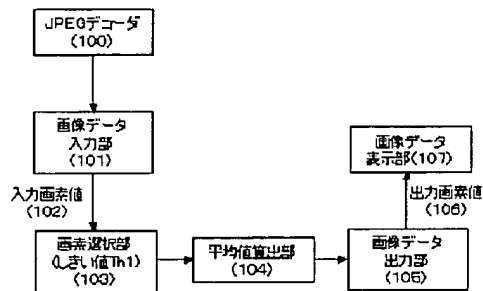 JPEGデコーダ
(100)
画像データ
入力部
(101)
入力画素値
(102)
画素選択部
(しきい値Th1)
(103)
平均値算出部
(104)
画像データ
出力部
(105)
出力画素値
(106)
画像データ
表示部(107)